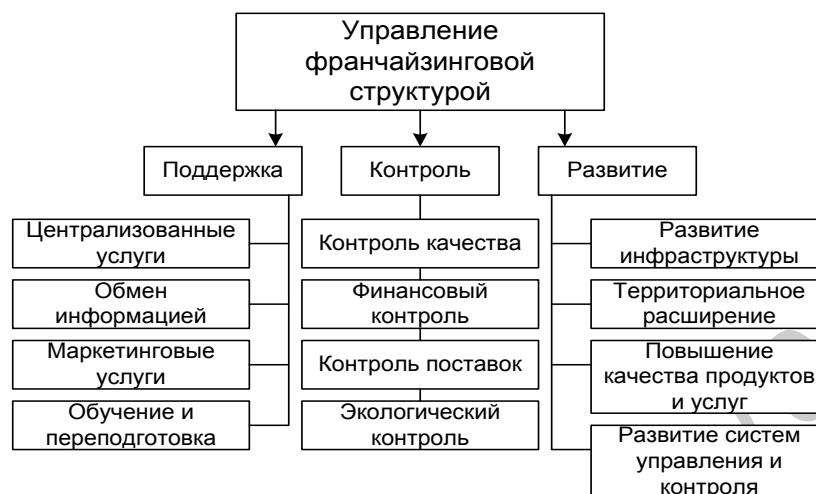 Управление
франчайзинговой
структурой
Поддержка
Контроль
Развитие
Централизованные
услуги
Обмен
информацией
Маркетинговые
услуги
Обучение и
переподготовка
Контроль качества
Финансовый
контроль
Контроль поставок
Экологический
контроль
Развитие
инфраструктуры
Территориальное
расширение
Повышение
качества продуктов
и услуг
Развитие систем
управления и
контроля